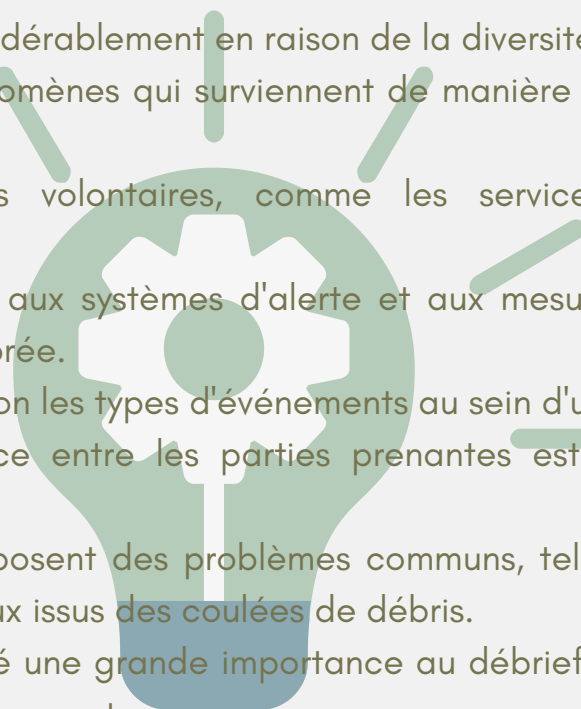 dérablement en raison de la diversité
omènes qui surviennent de manière
s volontaires, comme les service
aux systèmes d'alerte et aux mesu
orée.
on les types d'événements au sein d'u
ce entre les parties prenantes est
posent des problèmes communs, tel
ux issus des coulées de débris.
é une grande importance au débrief